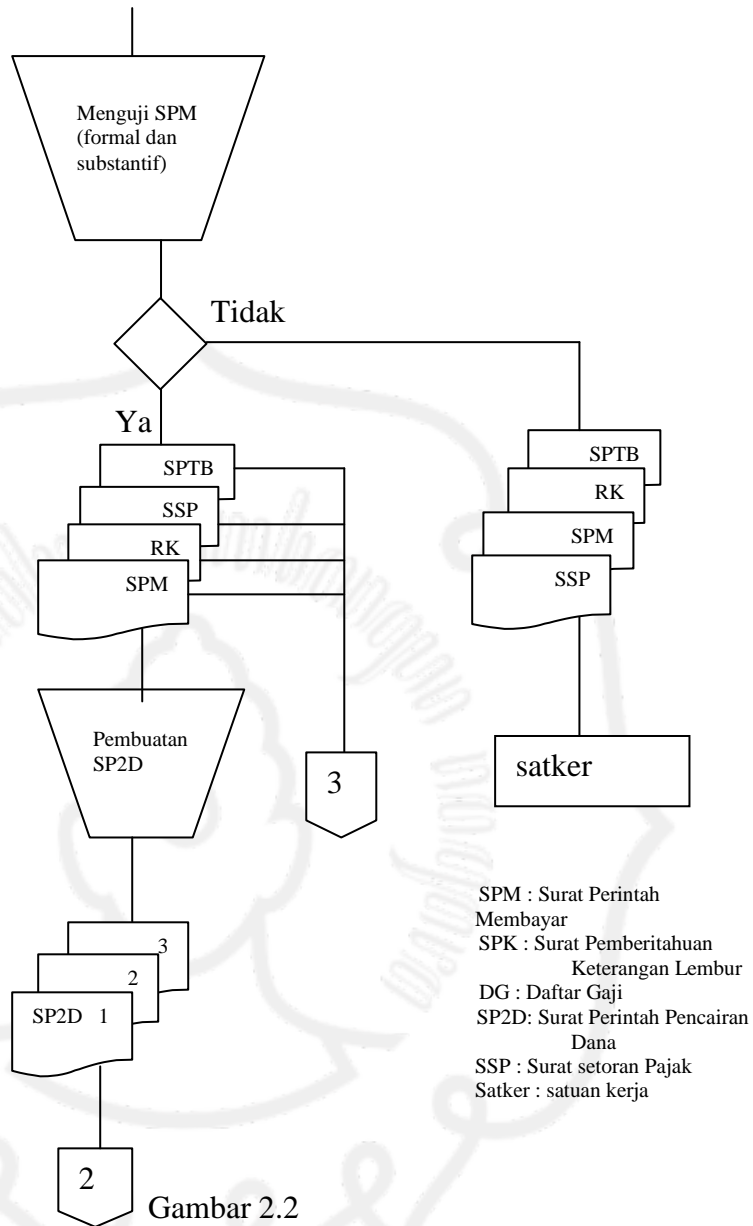 Menguji SPM
(formal dan
substantif)
Tidak
Ya
SPTB
SSP
RK
SPM
SPTB
RK
SPM
SSP
Pembuatan
SP2D
3
satker
3
2
SP2D 1
2
SPM : Surat Perintah
Membayar
SPK : Surat Pemberitahuan
Keterangan Lembur
DG : Daftar Gaji
SP2D: Surat Perintah Pencairan
Dana
SSP : Surat setoran Pajak
Satker : satuan kerja
Gambar 2.2